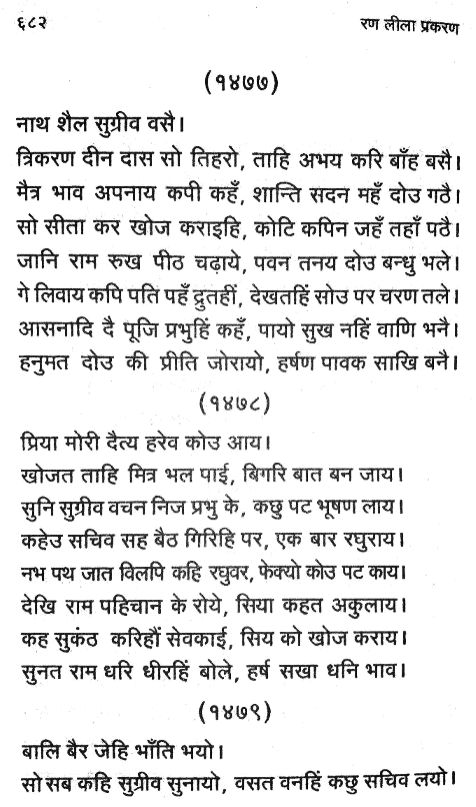 ६८२ रण लीला प्रकरण
(१४७७)
नाथ शैल सुग्रीव वसै।
त्रिकरण दीन दास सो तिहरो, ताहि अभय करि बाँह बसै।
मैत्र भाव अपनाय कपी कहँ, शान्ति सदन महँ दोउ गठै।
सो सीता कर खोज कराइहि, कोटि कपिन जहँ तहाँ पठै।
जानि राम रुख पीठ चढ़ाये, पवन तनय दोउ बन्धु भले।
गे लिवाय कपि पति पहँ द्रुतहीं, देखतहिं सोउ पर चरण तले।
आसनादि दै पूजि प्रभुहिं कहँ, पायो सुख नहिं वाणि भनै।
हनुमत दोउ की प्रीति जोरायो, हर्षण पावक साखि बनै।
(१४७८)
प्रिया मोरी दैत्य हरेव कोउ आय।
खोजत ताहि मित्र भल पाई, बिगरि बात बन जाय।
सुनि सुग्रीव वचन निज प्रभु के, कछु पट भूषण लाय।
कहेउ सचिव सह बैठ गिरिहि पर, एक बार रघुराय।
नभ पथ जात विलपि कहि रघुवर, फेक्यो कोउ पट काय।
देखि राम पहिचान के रोये, सिया कहत अकुलाय।
कह सुकंठ करिहौं सेवकाई, सिय को खोज कराय।
सुनत राम धरि धीरहिं बोले, हर्ष सखा धनि भाव।
(१४७९)
बालि बैर जेहि भाँति भयो।
सो सब कहि सुग्रीव सुनायो, वसत वनहिं कछु सचिव लयो।